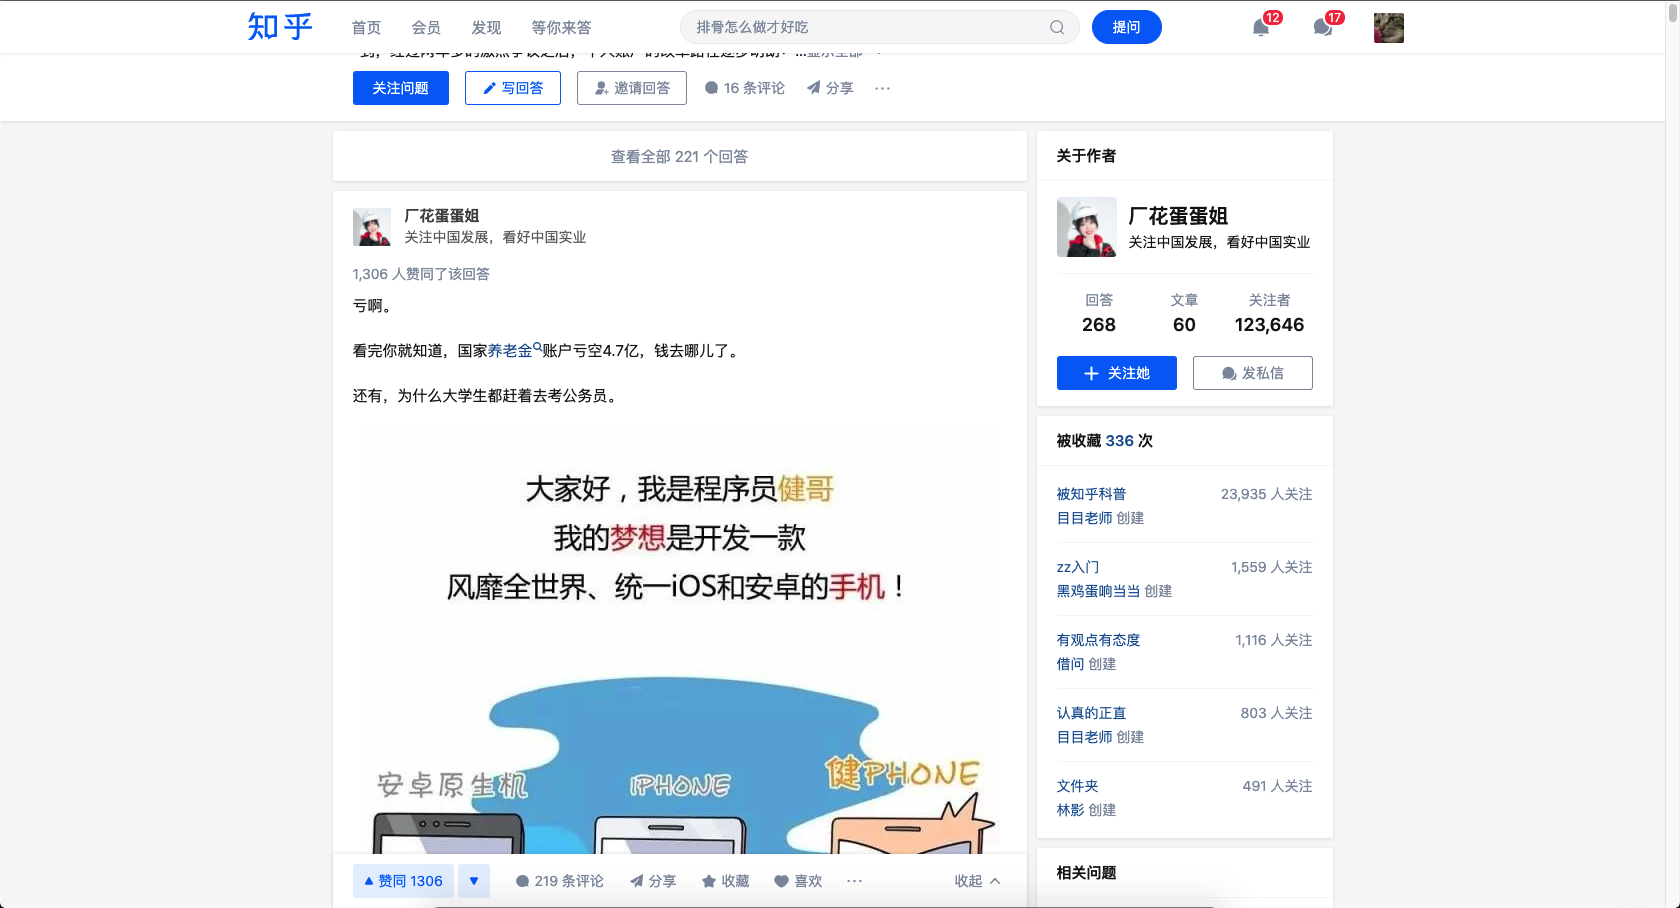 知乎
首页
会员
发现
等你来答
排骨怎么做才好吃
提问
12
17
关注问题
写回答
邀请回答
16 条评论
分享
查看全部 221 个回答
厂花蛋蛋姐
关注中国发展，看好中国实业
1,306 人赞同了该回答
亏啊。
看完你就知道，国家养老金账户亏空4.7亿，钱去哪儿了。
还有，为什么大学生都赶着去考公务员。
大家好，我是程序员健哥
我的梦想是开发一款
风靡全世界、统一iOS和安卓的手机！
安卓原生机
iPHONE
健PHONE
赞同 1306
219 条评论
分享
收藏
喜欢
收起
关于作者
厂花蛋蛋姐
关注中国发展，看好中国实业
回答
268
文章
60
关注者
123,646
关注她
发私信
被收藏 336 次
被知乎科普
23,935 人关注
目目老师 创建
zz入门
1,559 人关注
黑鸡蛋响当当 创建
有观点有态度
1,116 人关注
借问 创建
认真的正直
803 人关注
目目老师 创建
文件夹
491 人关注
林影 创建
相关问题